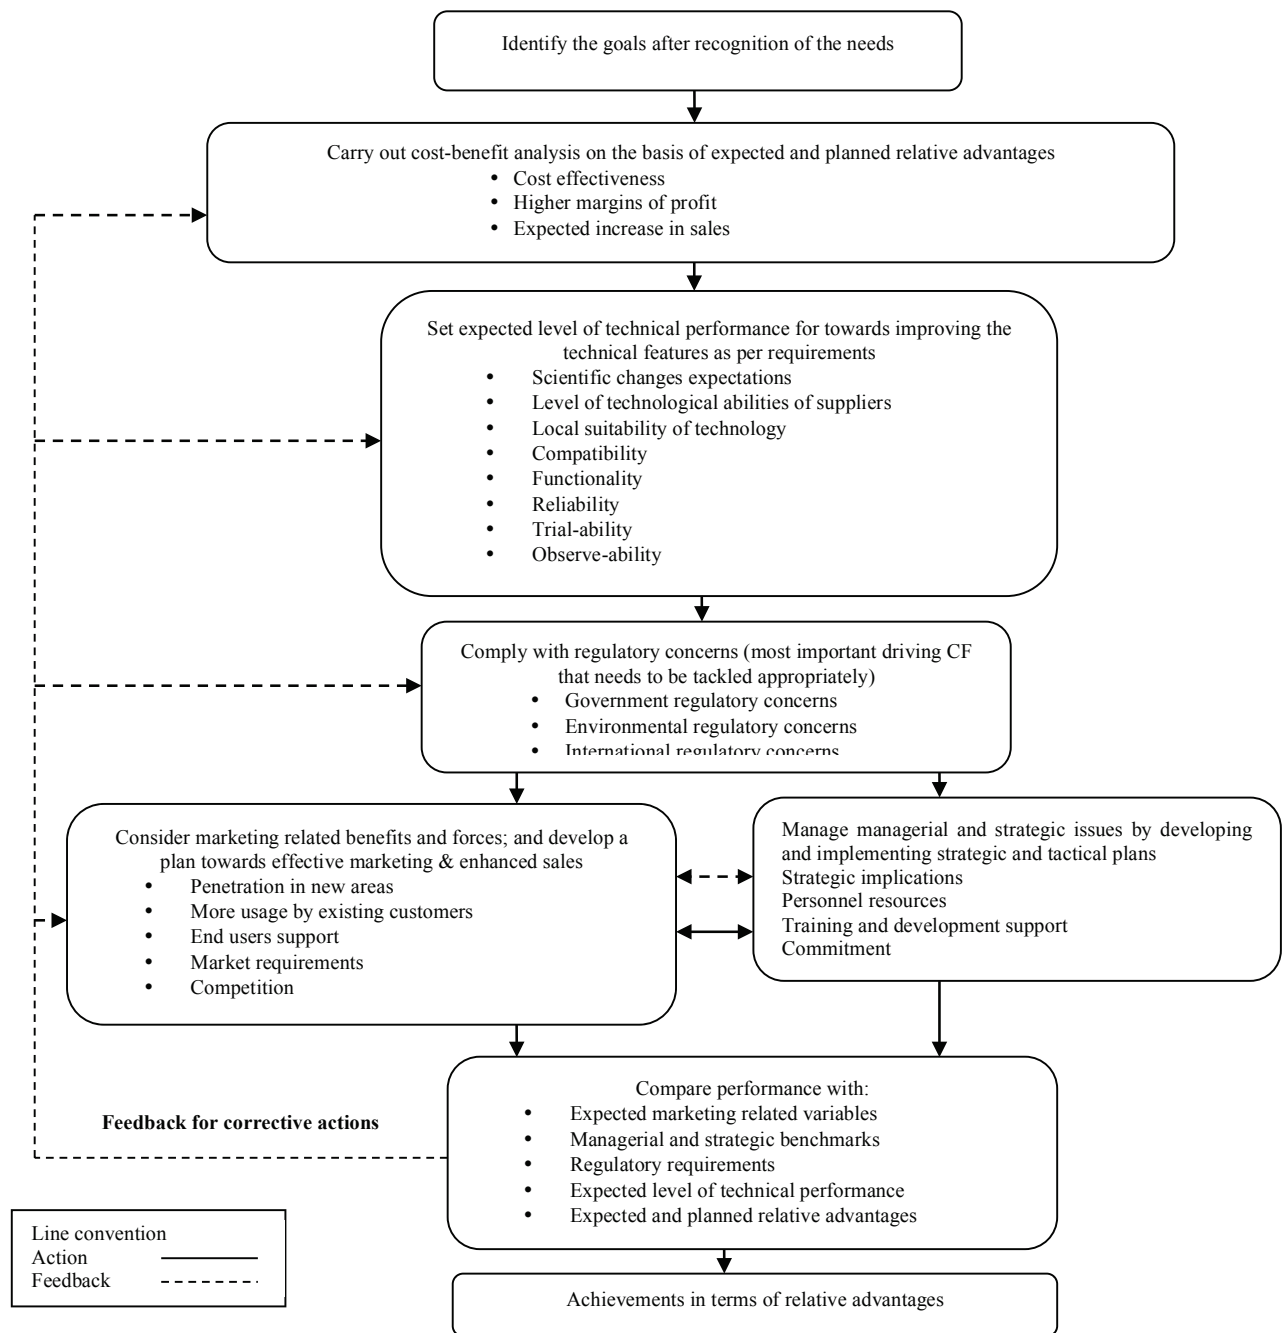 Identify the goals after recognition of the needs
Carry out cost-benefit analysis on the basis of expected and planned relative advantages
• Cost effectiveness
• Higher margins of profit
• Expected increase in sales
Set expected level of technical performance for towards improving the
technical features as per requirements
• Scientific changes expectations
• Level of technological abilities of suppliers
• Local suitability of technology
• Compatibility
• Functionality
• Reliability
• Trial-ability
• Observe-ability
Comply with regulatory concerns (most important driving CF
that needs to be tackled appropriately)
• Government regulatory concerns
• Environmental regulatory concerns
• International regulatory concerns
Consider marketing related benefits and forces; and develop a
plan towards effective marketing & enhanced sales
• Penetration in new areas
• More usage by existing customers
• End users support
• Market requirements
• Competition
Manage managerial and strategic issues by developing
and implementing strategic and tactical plans
Strategic implications
Personnel resources
Training and development support
Commitment
Compare performance with:
• Expected marketing related variables
• Managerial and strategic benchmarks
• Regulatory requirements
• Expected level of technical performance
• Expected and planned relative advantages
Feedback for corrective actions
Line convention
Action
Feedback
Achievements in terms of relative advantages